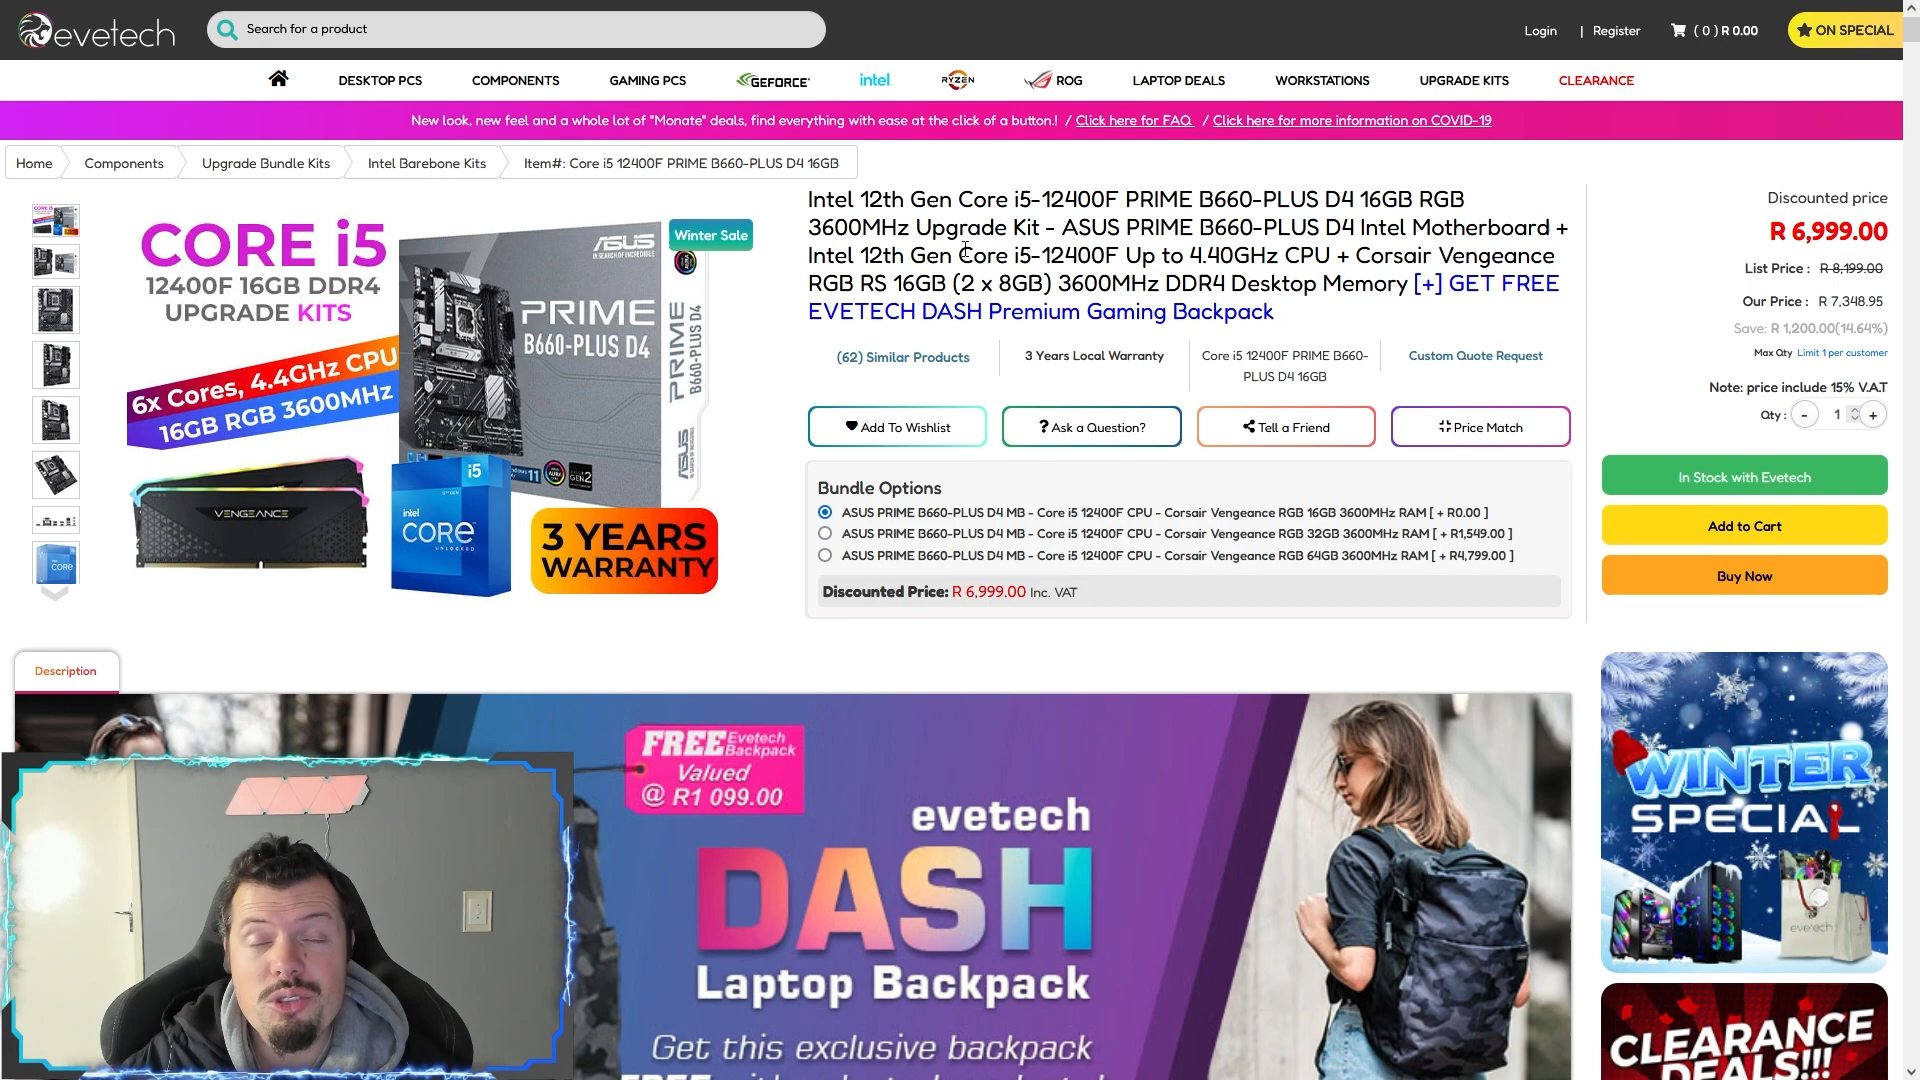 evetech
Search for a product
Login | Register
( 0 ) R 0.00
ON SPECIAL
DESKTOP PCS
COMPONENTS
GAMING PCS
GEFORCE
intel
RYZEN
ROG
LAPTOP DEALS
WORKSTATIONS
UPGRADE KITS
CLEARANCE
New look, new feel and a whole lot of "Monate" deals, find everything with ease at the click of a button.! / Click here for FAQ / Click here for more information on COVID-19
Home
Components
Upgrade Bundle Kits
Intel Barebone Kits
Item#: Core i5 12400F PRIME B660-PLUS D4 16GB
CORE i5
12400F 16GB DDR4
UPGRADE KITS
6x Cores, 4.4GHz CPU
16GB RGB 3600MHz
VENGEANCE
ASUS
IN SEARCH OF INCREDIBLE
PRIME
B660-PLUS D4
PRIME
B660-PLUS D4
ASUS
Winter Sale
i5
intel
CORE
UNLOCKED
3 YEARS
WARRANTY
CORE
Intel 12th Gen Core i5-12400F PRIME B660-PLUS D4 16GB RGB
3600MHz Upgrade Kit - ASUS PRIME B660-PLUS D4 Intel Motherboard +
Intel 12th Gen Core i5-12400F Up to 4.40GHz CPU + Corsair Vengeance
RGB RS 16GB (2 x 8GB) 3600MHz DDR4 Desktop Memory [+] GET FREE
EVETECH DASH Premium Gaming Backpack
(62) Similar Products
3 Years Local Warranty
Core i5 12400F PRIME B660-
PLUS D4 16GB
Custom Quote Request
Add To Wishlist
? Ask a Question?
Tell a Friend
Price Match
Bundle Options
ASUS PRIME B660-PLUS D4 MB - Core i5 12400F CPU - Corsair Vengeance RGB 16GB 3600MHz RAM [ + R0.00 ]
ASUS PRIME B660-PLUS D4 MB - Core i5 12400F CPU - Corsair Vengeance RGB 32GB 3600MHz RAM [ + R1,549.00 ]
ASUS PRIME B660-PLUS D4 MB - Core i5 12400F CPU - Corsair Vengeance RGB 64GB 3600MHz RAM [ + R4,799.00 ]
Discounted Price: R 6,999.00 Inc. VAT
Discounted price
R 6,999.00
List Price : R 8,199.00
Our Price : R 7,348.95
Save: R 1,200.00(14.64%)
Max Qty Limit 1 per customer
Note: price include 15% V.A.T
Qty : - 1 +
In Stock with Evetech
Add to Cart
Buy Now
Description
FREE Evetech Backpack
Valued
@ R1 099.00
evetech
DASH
Laptop Backpack
Get this exclusive backpack
WINTER
SPECIAL
evetech
CLEARANCE
DEALS!!!